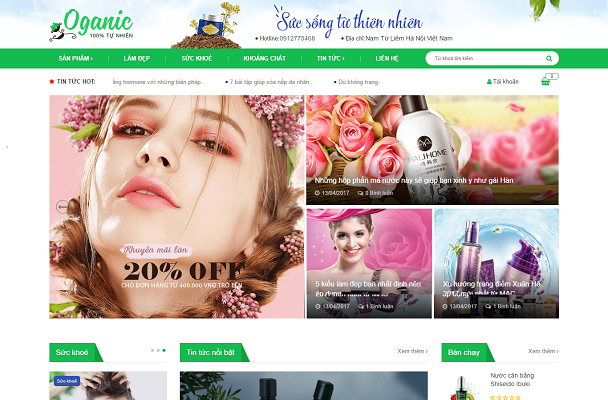 Oganic
100% TỰ NHIÊN
Sức sống từ thiên nhiên
Hotline:0912775468
Địa chỉ:Nam Từ Liêm Hà Nội Việt Nam
SẢN PHẨM ›
LÀM ĐẸP
SỨC KHOẺ
KHOÁNG CHẤT
TIN TỨC ›
LIÊN HỆ
Từ khoá tìm kiếm
TIN TỨC HOT:
ằng hormone với những biện pháp...
7 bài tập giúp xóa nếp da nhăn...
Dù không trang
Tài khoản
0
Khuyến mãi lần
20% OFF
CHO ĐƠN HÀNG TỪ 400.000 VNĐ TRỞ LÊN
Những hộp phấn má nước này sẽ giúp bạn xinh y như gái Hàn
13/04/2017
0 Bình luận
5 kiểu làm đẹp bạn nhất định nên
13/04/2017
1 Bình luận
Xu hướng trang điểm Xuân Hè
2017 mới nhất từ MAC
13/04/2017
1 Bình luận
Sức khoẻ
Tin tức nổi bật
Xem thêm ›
Bán chạy
Xem thêm ›
Sức khoẻ
Nước cân bằng
Shiseido Ibuki